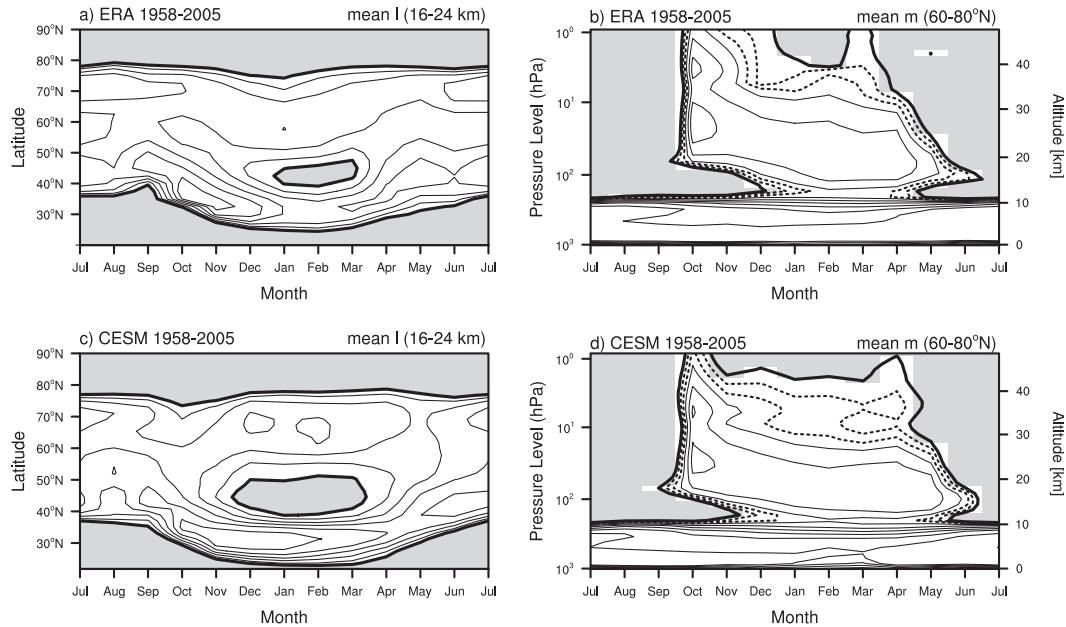 a) ERA 1958-2005 mean l (16-24 km)
90°N
80°N
70°N
60°N
50°N
40°N
30°N
Latitude
Jul Aug Sep Oct Nov Dec Jan Feb Mar Apr May Jun Jul
Month
b) ERA 1958-2005 mean m (60-80°N)
10⁰
10¹
10²
10³
Pressure Level (hPa)
40
30
20
10
0
Altitude [km]
Jul Aug Sep Oct Nov Dec Jan Feb Mar Apr May Jun Jul
Month
c) CESM 1958-2005 mean l (16-24 km)
90°N
80°N
70°N
60°N
50°N
40°N
30°N
Latitude
Jul Aug Sep Oct Nov Dec Jan Feb Mar Apr May Jun Jul
Month
d) CESM 1958-2005 mean m (60-80°N)
10⁰
10¹
10²
10³
Pressure Level (hPa)
40
30
20
10
0
Altitude [km]
Jul Aug Sep Oct Nov Dec Jan Feb Mar Apr May Jun Jul
Month